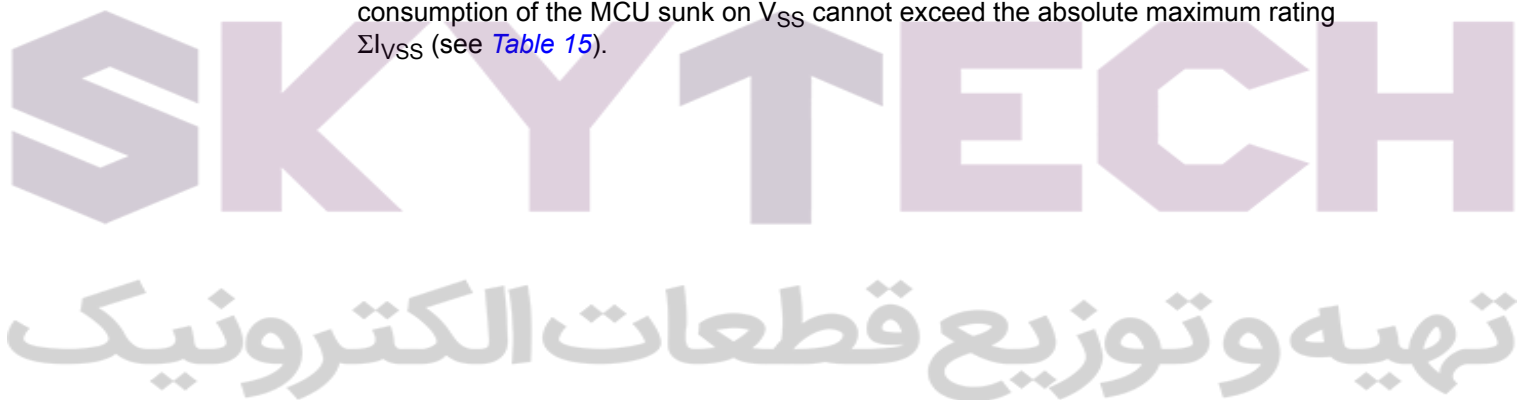 consumption of the MCU sunk on VSS cannot exceed the absolute maximum rating
ΣIVSS (see Table 15).
SKYTECH
تهیه و توزیع قطعات الکترونیک